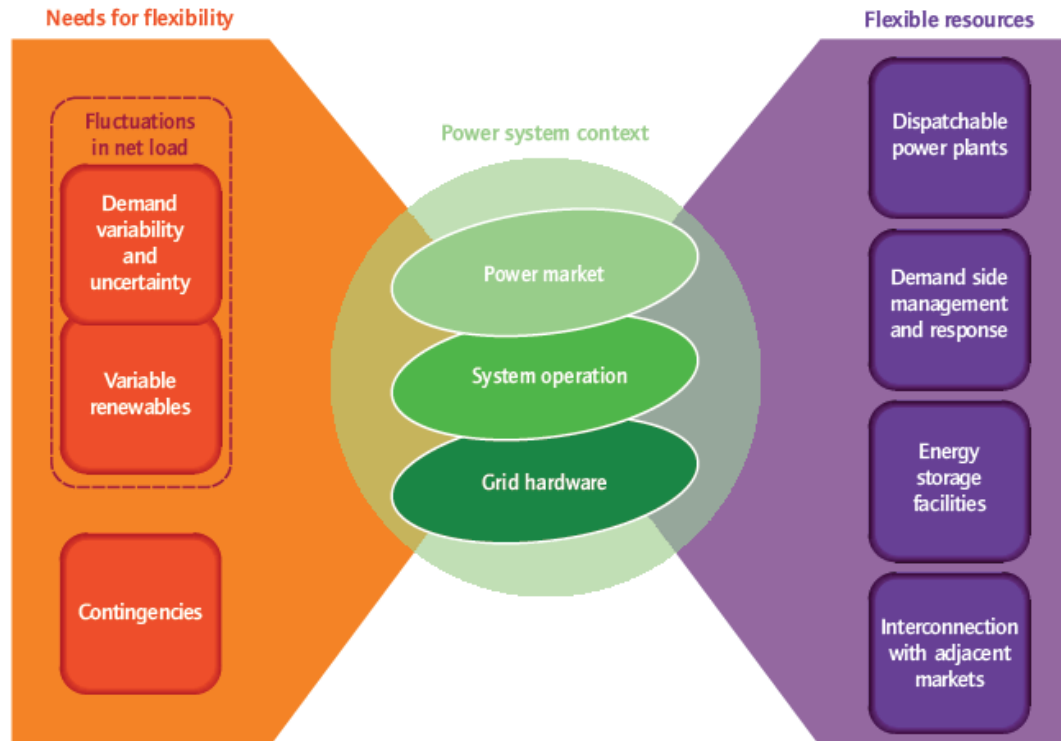 Needs for flexibility
Fluctuations
in net load
Demand
variability
and
uncertainty
Variable
renewables
Contingencies
Power system context
Power market
System operation
Grid hardware
Flexible resources
Dispatchable
power plants
Demand side
management
and response
Energy
storage
facilities
Interconnection
with adjacent
markets